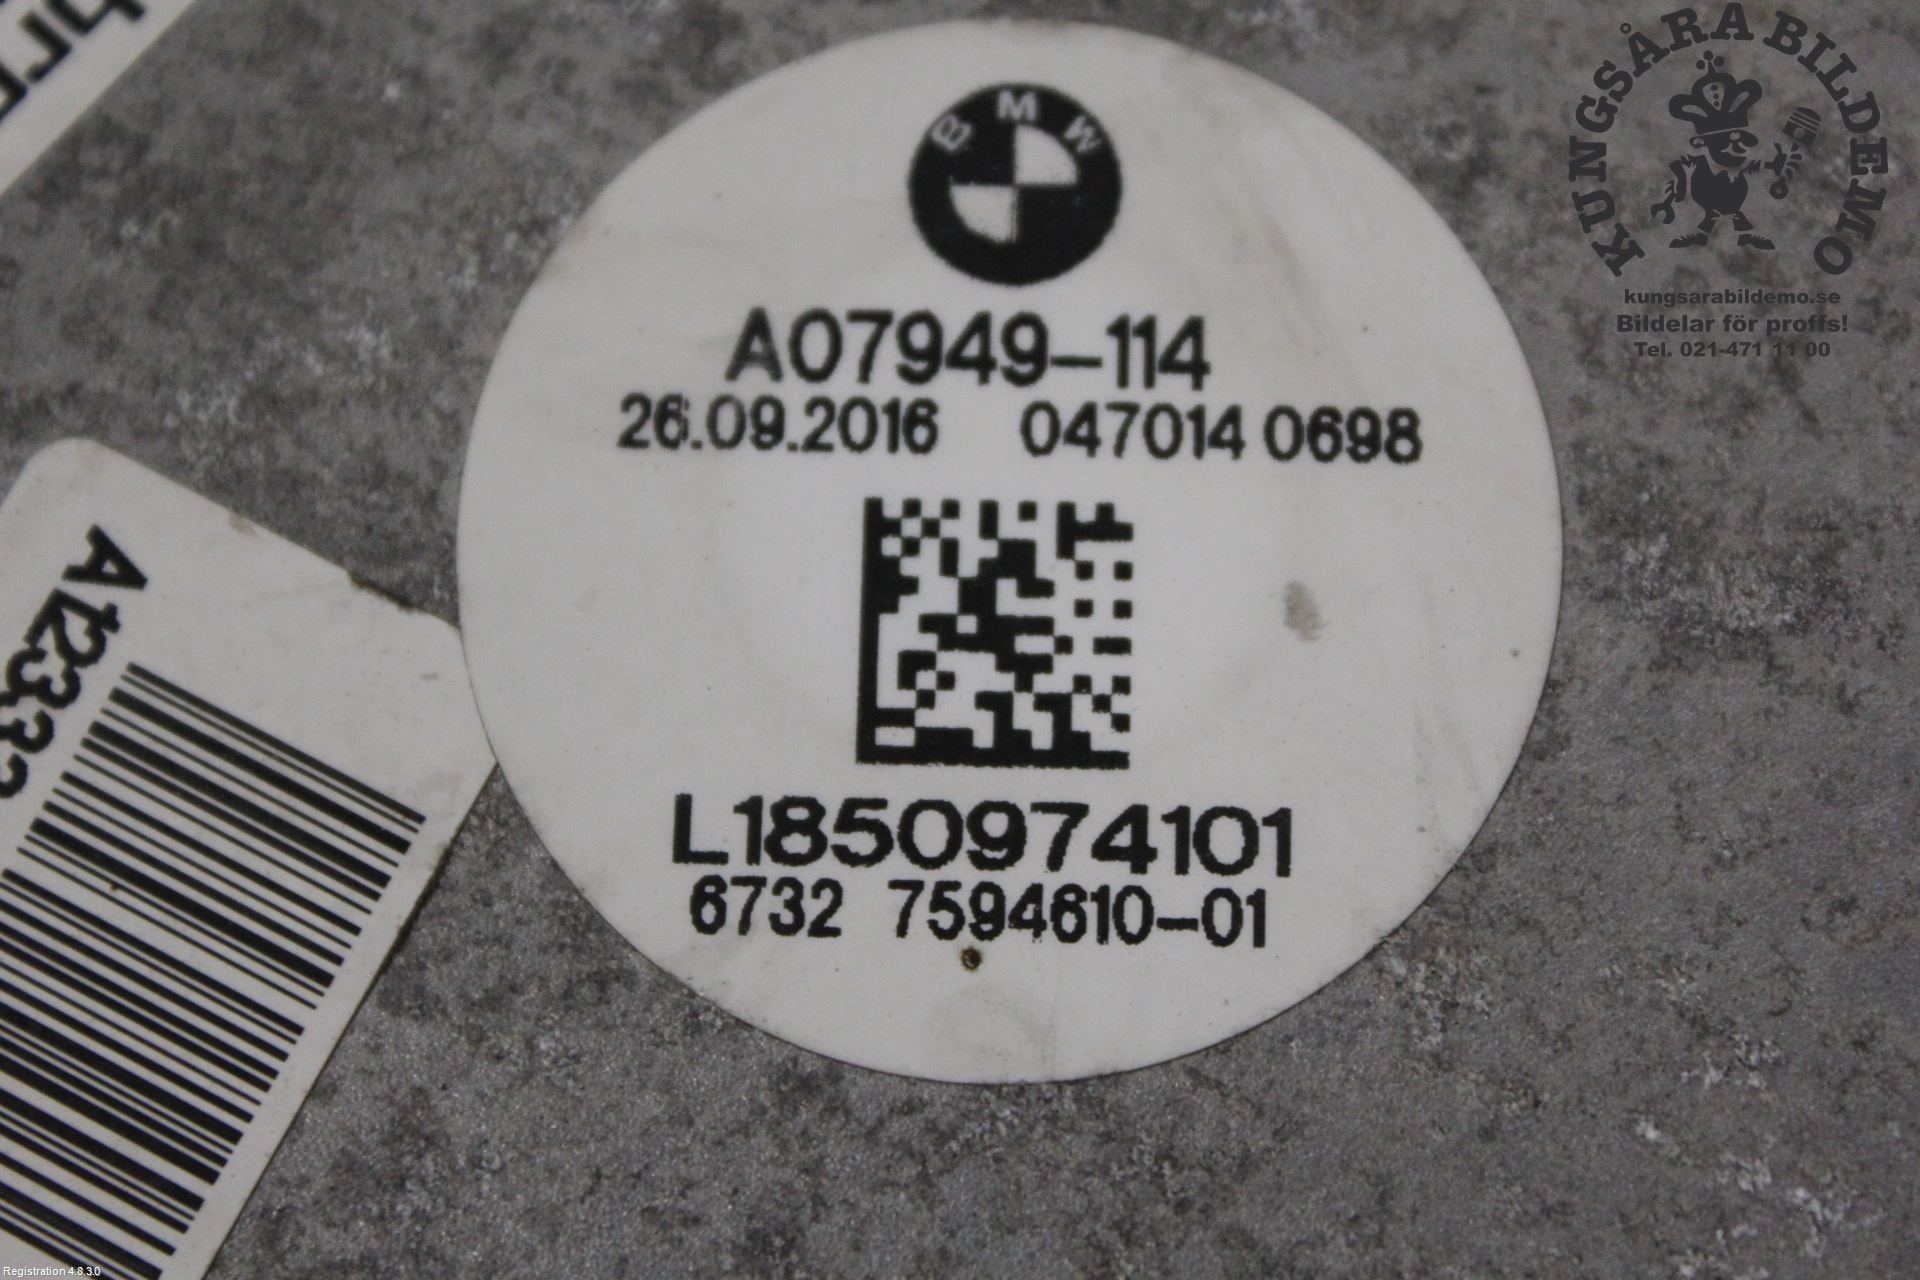 BMW
A07949-114
26.09.2016 047014 0698
L1850974101
6732 7594610-01
KUNGSÅRA BILDEMO
kungsarabildemo.se
Bildelar för proffs!
Tel. 021-471 11 00
Registration 4.8.3.0